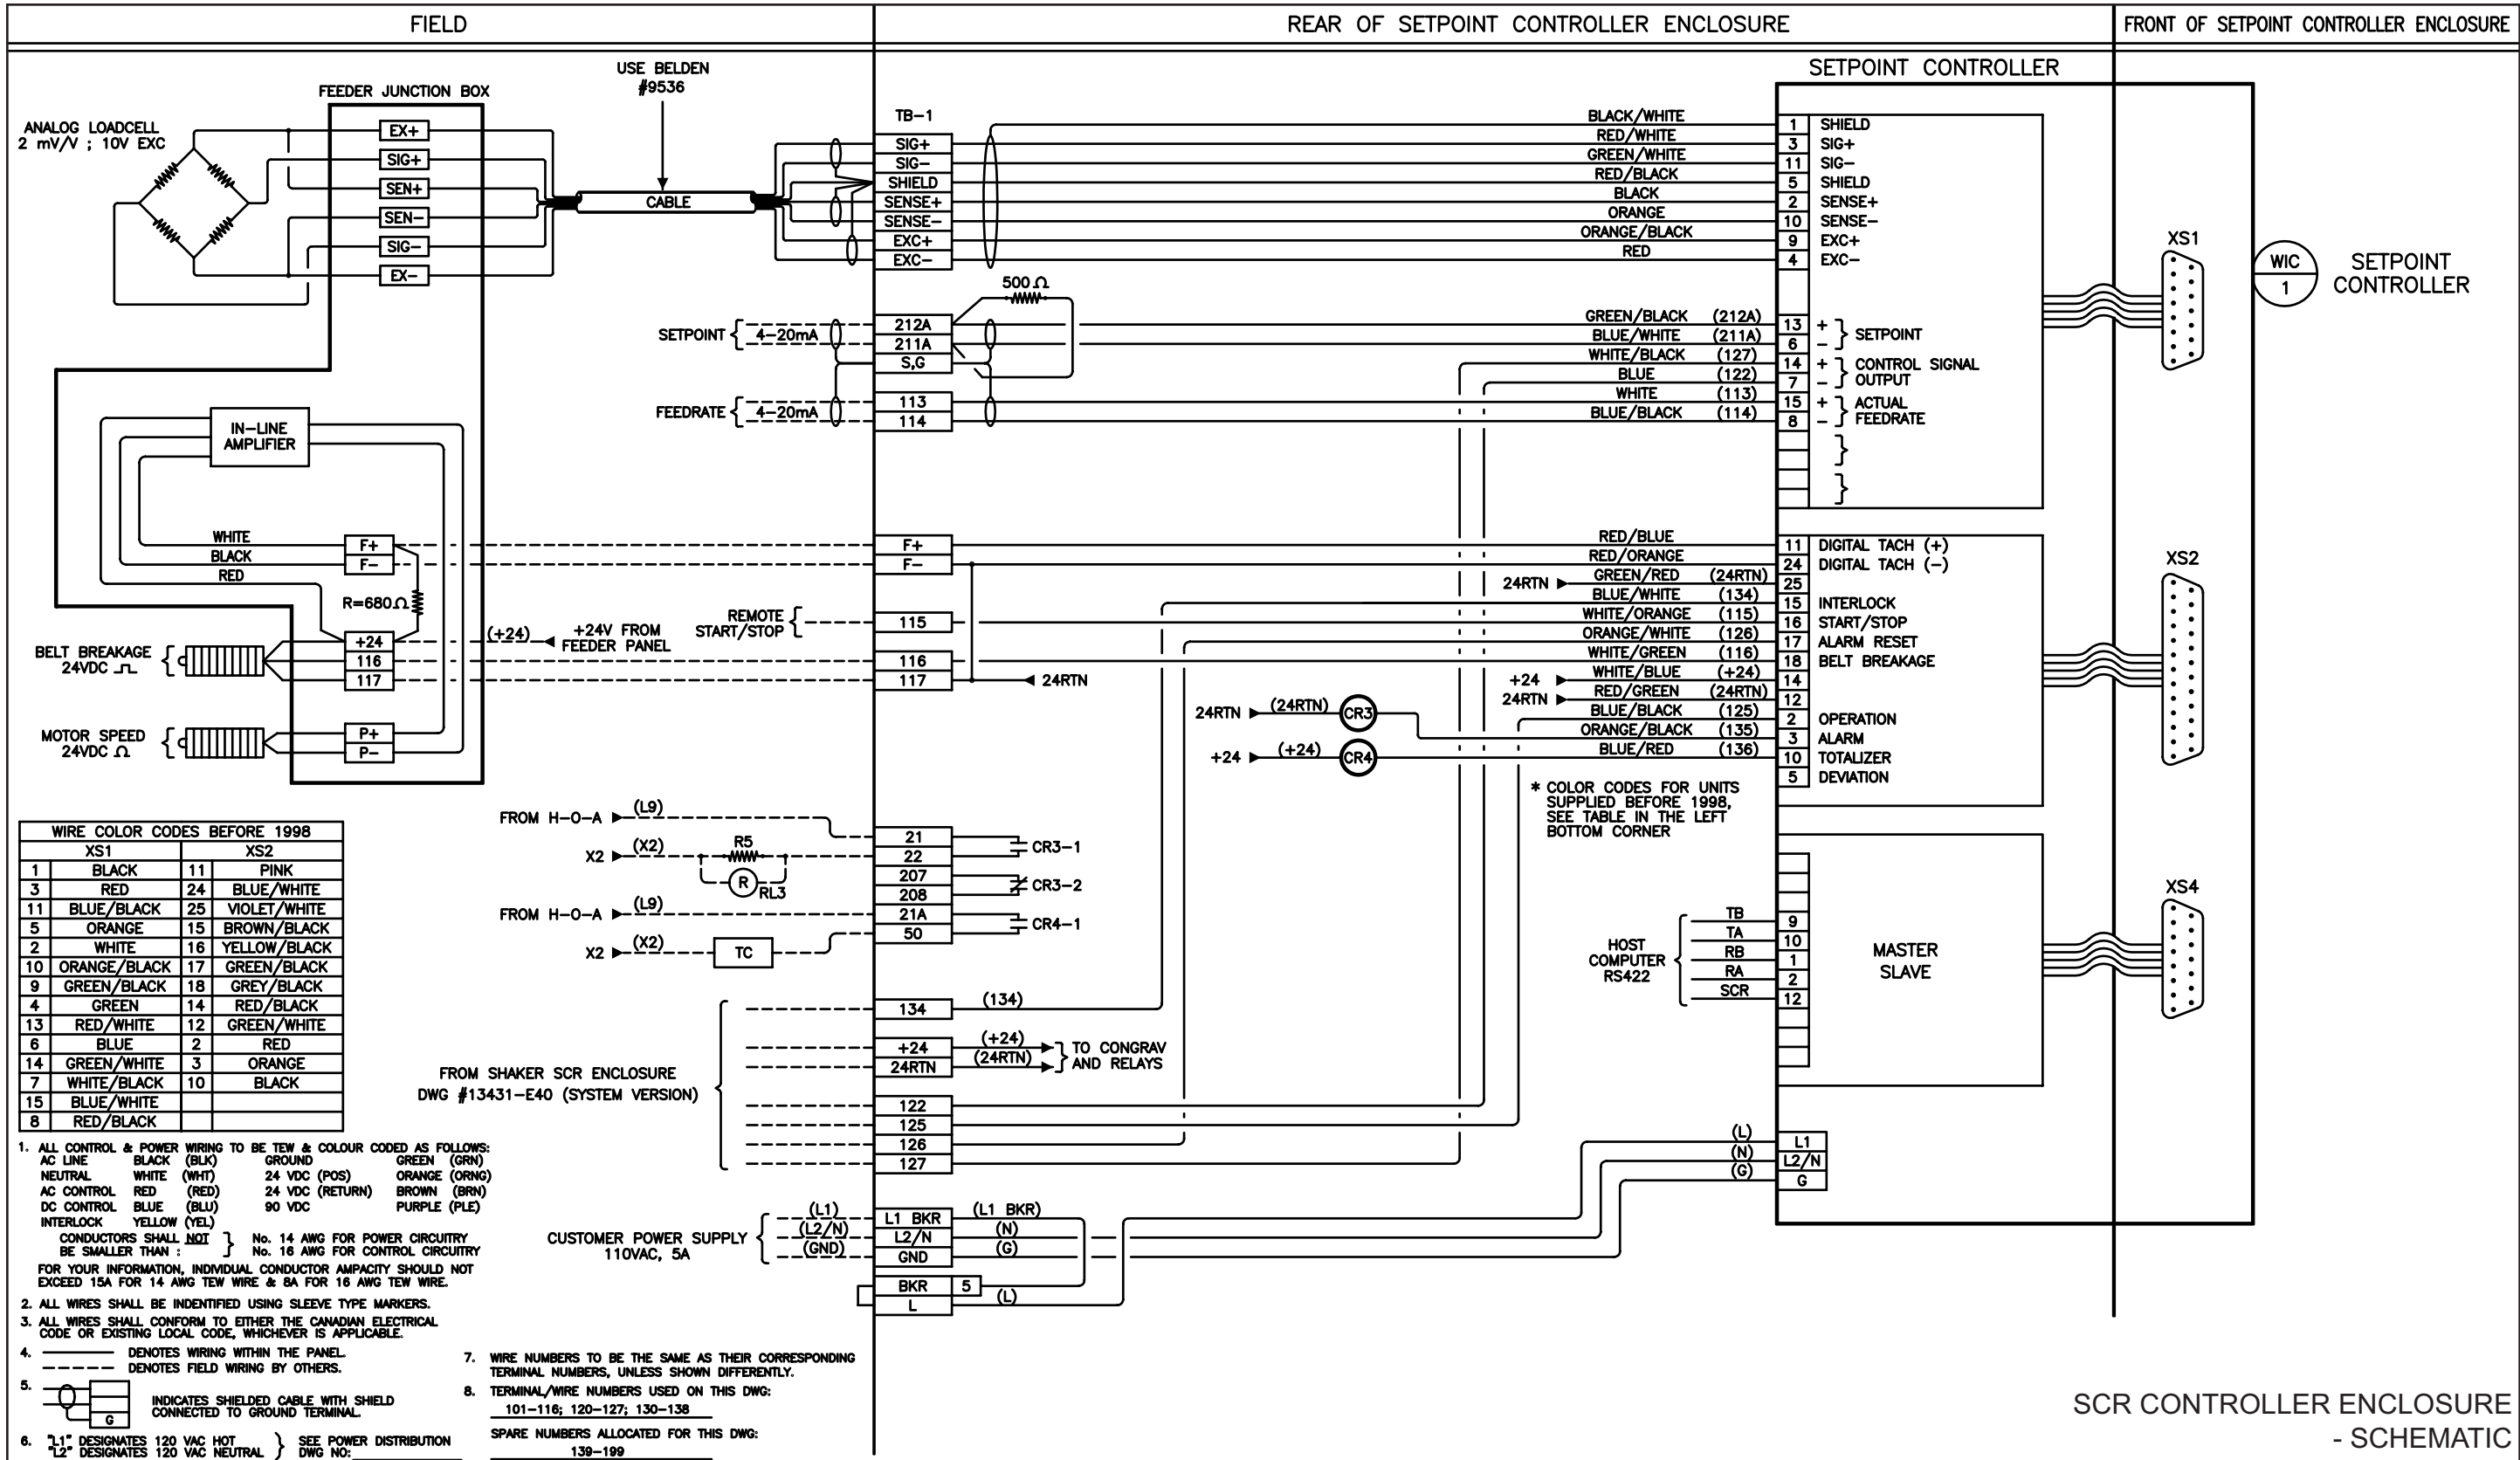 FIELD
REAR OF SETPOINT CONTROLLER ENCLOSURE
FRONT OF SETPOINT CONTROLLER ENCLOSURE
ANALOG LOADCELL
2 mV/V ; 10V EXC
FEEDER JUNCTION BOX
EX+
SIG+
SEN+
SEN-
SIG-
EX-
USE BELDEN
#9536
CABLE
TB-1
SIG+
SIG-
SHIELD
SENSE+
SENSE-
EXC+
EXC-
500Ω
SETPOINT { 4-20mA
212A
211A
S,G
FEEDRATE { 4-20mA
113
114
IN-LINE
AMPLIFIER
WHITE
BLACK
RED
F+
F-
R=680Ω
+24
116
117
P+
P-
(+24)
+24V FROM
FEEDER PANEL
BELT BREAKAGE
24VDC
MOTOR SPEED
24VDC Ω
F+
F-
REMOTE
START/STOP
115
116
117
24RTN
SETPOINT CONTROLLER
BLACK/WHITE 1 SHIELD
RED/WHITE 3 SIG+
GREEN/WHITE 11 SIG-
RED/BLACK 5 SHIELD
BLACK 2 SENSE+
ORANGE 10 SENSE-
ORANGE/BLACK 9 EXC+
RED 4 EXC-
GREEN/BLACK (212A) 13 +
BLUE/WHITE (211A) 6 -
SETPOINT
WHITE/BLACK (127) 14 +
BLUE (122) 7 -
CONTROL SIGNAL
OUTPUT
WHITE (113) 15 +
BLUE/BLACK (114) 8 -
ACTUAL
FEEDRATE
XS1
WIC
1
SETPOINT
CONTROLLER
RED/BLUE 11 DIGITAL TACH (+)
RED/ORANGE 24 DIGITAL TACH (-)
24RTN GREEN/RED (24RTN) 25
BLUE/WHITE (134) 15 INTERLOCK
WHITE/ORANGE (115) 16 START/STOP
ORANGE/WHITE (126) 17 ALARM RESET
WHITE/GREEN (116) 18 BELT BREAKAGE
+24 WHITE/BLUE (+24) 14
24RTN RED/GREEN (24RTN) 12
BLUE/BLACK (125) 2 OPERATION
24RTN (24RTN) CR3 ORANGE/BLACK (135) 3 ALARM
+24 (+24) CR4 BLUE/RED (136) 10 TOTALIZER
5 DEVIATION
XS2
* COLOR CODES FOR UNITS
SUPPLIED BEFORE 1998,
SEE TABLE IN THE LEFT
BOTTOM CORNER
FROM H-O-A (L9)
X2 (X2) R5
R RL3
FROM H-O-A (L9)
X2 (X2) TC
21
22
207
208
21A
50
CR3-1
CR3-2
CR4-1
HOST
COMPUTER
RS422
TB 9
TA 10
RB 1
RA 2
SCR 12
MASTER
SLAVE
XS4
FROM SHAKER SCR ENCLOSURE
DWG #13431-E40 (SYSTEM VERSION)
134 (134)
+24 (+24)
24RTN (24RTN)
TO CONGRAV
AND RELAYS
122
125
126
127
(L) L1
(N) L2/N
(G) G
CUSTOMER POWER SUPPLY
110VAC, 5A
(L1) L1 BKR (L1 BKR)
(L2/N) L2/N (N)
(GND) GND (G)
BKR 5
L (L)
WIRE COLOR CODES BEFORE 1998
XS1 XS2
1 BLACK 11 PINK
3 RED 24 BLUE/WHITE
11 BLUE/BLACK 25 VIOLET/WHITE
5 ORANGE 15 BROWN/BLACK
2 WHITE 16 YELLOW/BLACK
10 ORANGE/BLACK 17 GREEN/BLACK
9 GREEN/BLACK 18 GREY/BLACK
4 GREEN 14 RED/BLACK
13 RED/WHITE 12 GREEN/WHITE
6 BLUE 2 RED
14 GREEN/WHITE 3 ORANGE
7 WHITE/BLACK 10 BLACK
15 BLUE/WHITE
8 RED/BLACK
1. ALL CONTROL & POWER WIRING TO BE TEW & COLOUR CODED AS FOLLOWS:
AC LINE BLACK (BLK) GROUND GREEN (GRN)
NEUTRAL WHITE (WHT) 24 VDC (POS) ORANGE (ORNG)
AC CONTROL RED (RED) 24 VDC (RETURN) BROWN (BRN)
DC CONTROL BLUE (BLU) 90 VDC PURPLE (PLE)
INTERLOCK YELLOW (YEL)
CONDUCTORS SHALL NOT } No. 14 AWG FOR POWER CIRCUITRY
BE SMALLER THAN : } No. 16 AWG FOR CONTROL CIRCUITRY
FOR YOUR INFORMATION, INDIVIDUAL CONDUCTOR AMPACITY SHOULD NOT
EXCEED 15A FOR 14 AWG TEW WIRE & 8A FOR 16 AWG TEW WIRE.
2. ALL WIRES SHALL BE INDENTIFIED USING SLEEVE TYPE MARKERS.
3. ALL WIRES SHALL CONFORM TO EITHER THE CANADIAN ELECTRICAL
CODE OR EXISTING LOCAL CODE, WHICHEVER IS APPLICABLE.
4. DENOTES WIRING WITHIN THE PANEL.
DENOTES FIELD WIRING BY OTHERS.
5. G INDICATES SHIELDED CABLE WITH SHIELD
CONNECTED TO GROUND TERMINAL.
6. "L1" DESIGNATES 120 VAC HOT } SEE POWER DISTRIBUTION
"L2" DESIGNATES 120 VAC NEUTRAL } DWG NO:
7. WIRE NUMBERS TO BE THE SAME AS THEIR CORRESPONDING
TERMINAL NUMBERS, UNLESS SHOWN DIFFERENTLY.
8. TERMINAL/WIRE NUMBERS USED ON THIS DWG:
101-116; 120-127; 130-138
SPARE NUMBERS ALLOCATED FOR THIS DWG:
139-199
SCR CONTROLLER ENCLOSURE
- SCHEMATIC